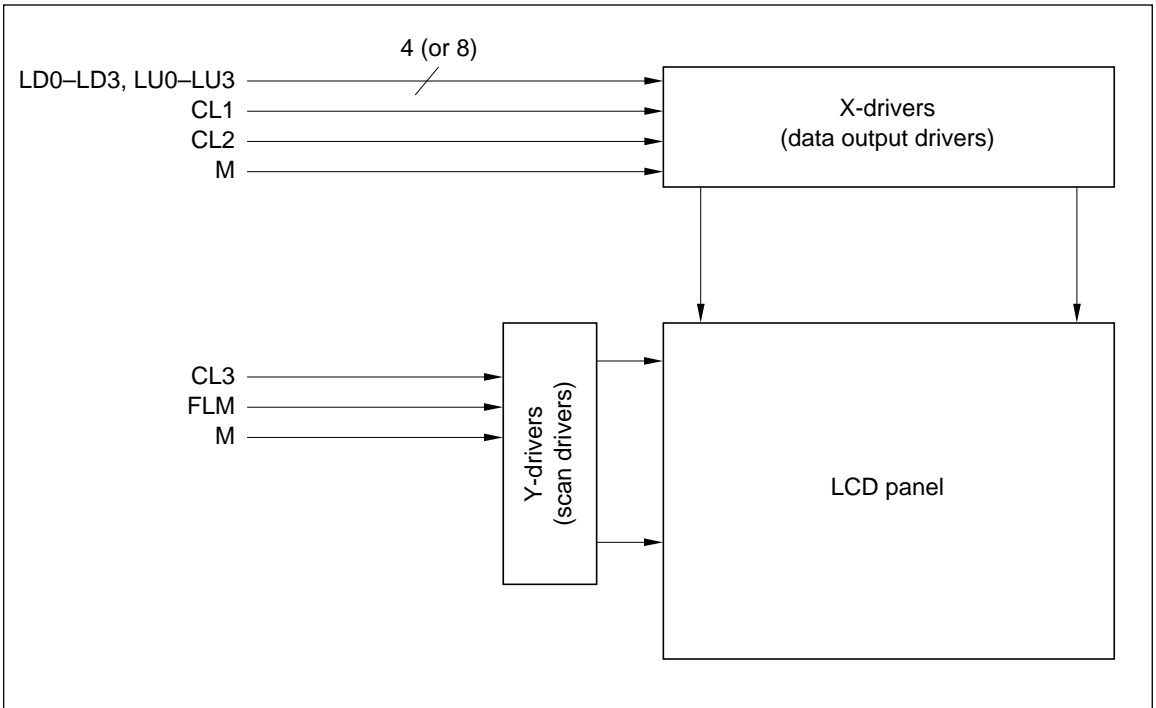 4 (or 8)
LD0–LD3, LU0–LU3
CL1
CL2
M
X-drivers
(data output drivers)
CL3
FLM
M
Y-drivers
(scan drivers)
LCD panel